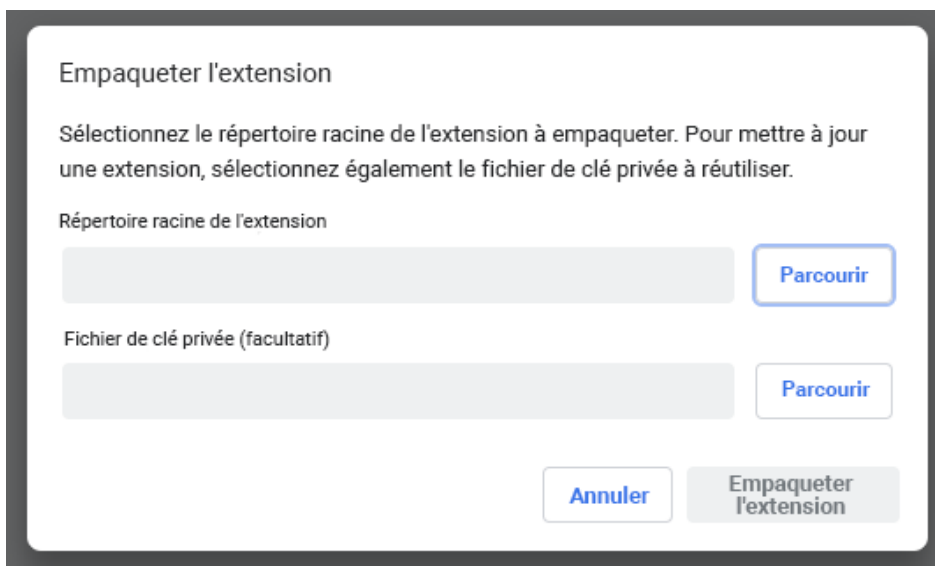 Empaqueter l'extension
Sélectionnez le répertoire racine de l'extension à empaqueter. Pour mettre à jour
une extension, sélectionnez également le fichier de clé privée à réutiliser.
Répertoire racine de l'extension
Parcourir
Fichier de clé privée (facultatif)
Parcourir
Annuler
Empaqueter
l'extension